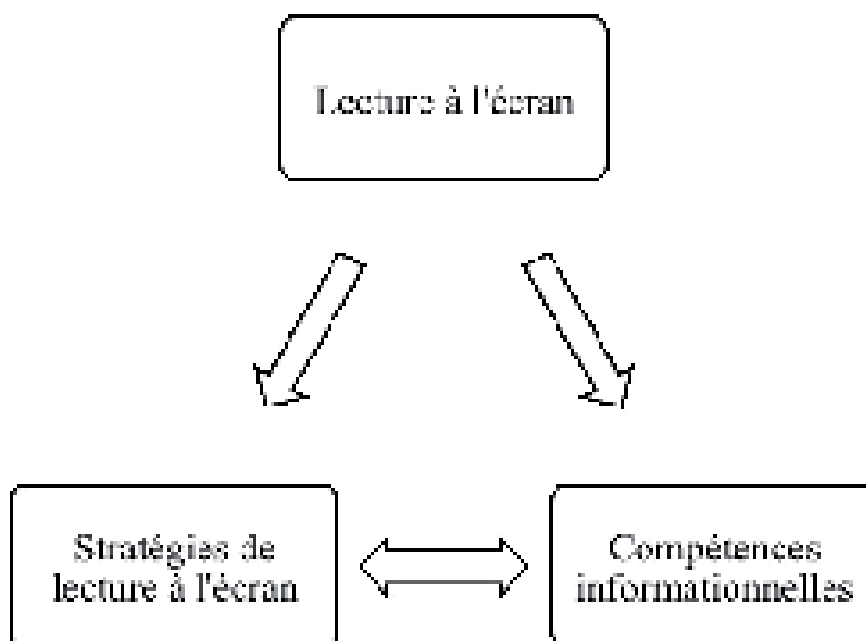 Lecture à l'écran
Stratégies de
lecture à l'écran
Compétences
informationnelles